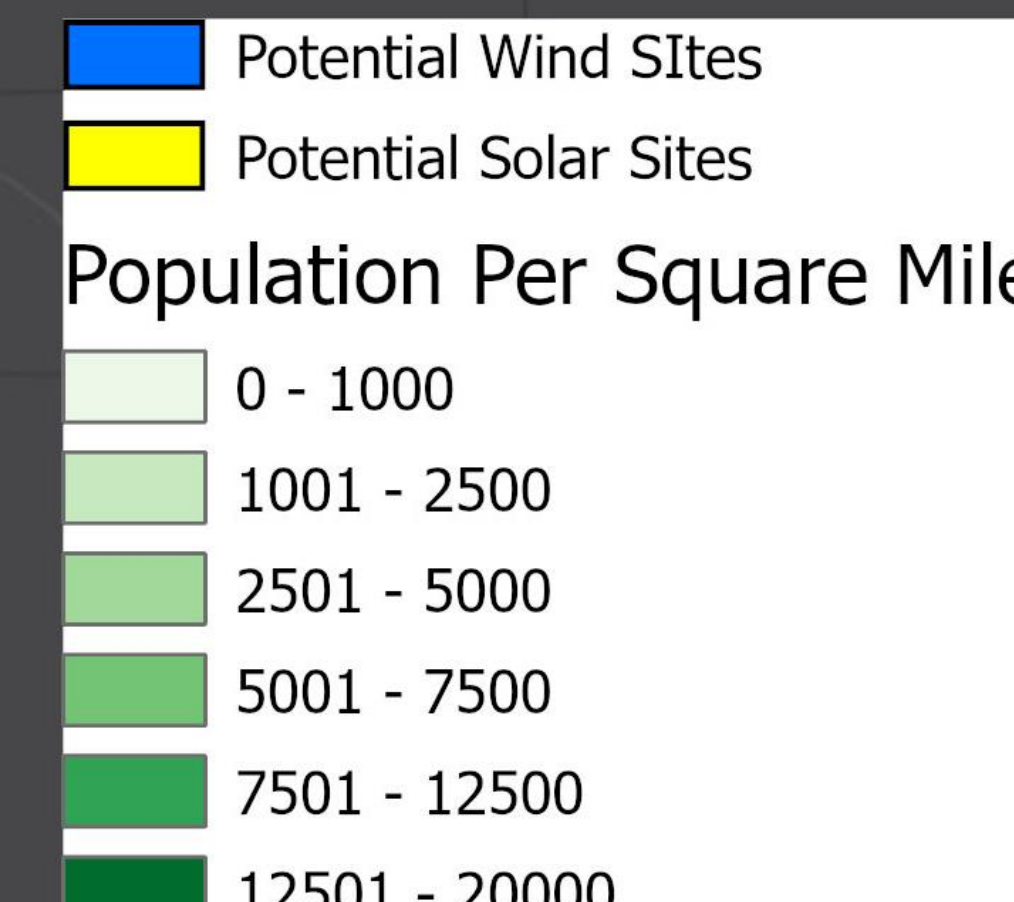 Potential Wind SItes
Potential Solar Sites
Population Per Square Mile
0 - 1000
1001 - 2500
2501 - 5000
5001 - 7500
7501 - 12500
12501 - 20000